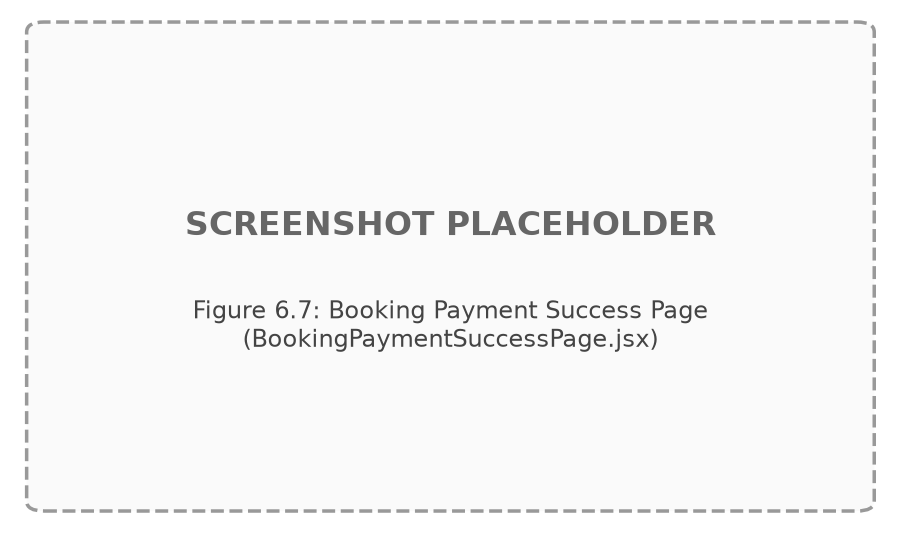 SCREENSHOT PLACEHOLDER
Figure 6.7: Booking Payment Success Page
(BookingPaymentSuccessPage.jsx)